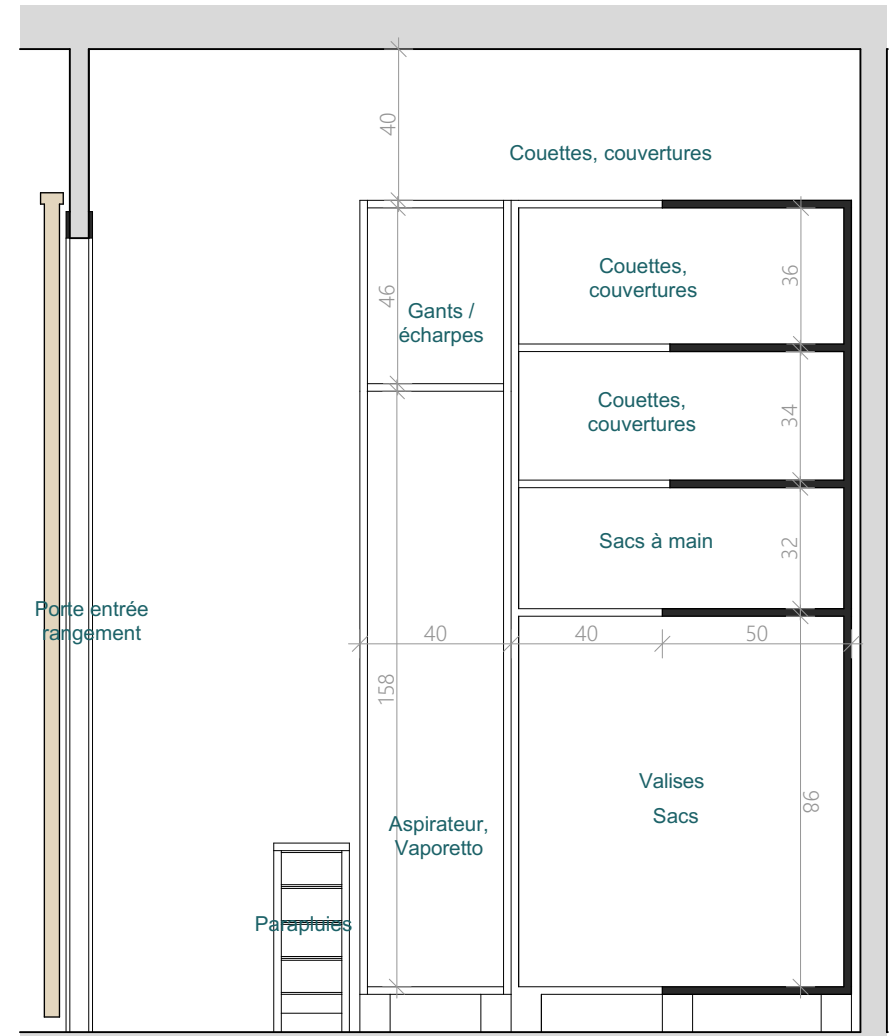 40
Couettes, couvertures
Couettes,
couvertures
36
46
Gants /
écharpes
Couettes,
couvertures
34
Sacs à main
32
Porte entrée
rangement
40
40
50
158
Valises
Sacs
86
Aspirateur,
Vaporetto
Parapluies